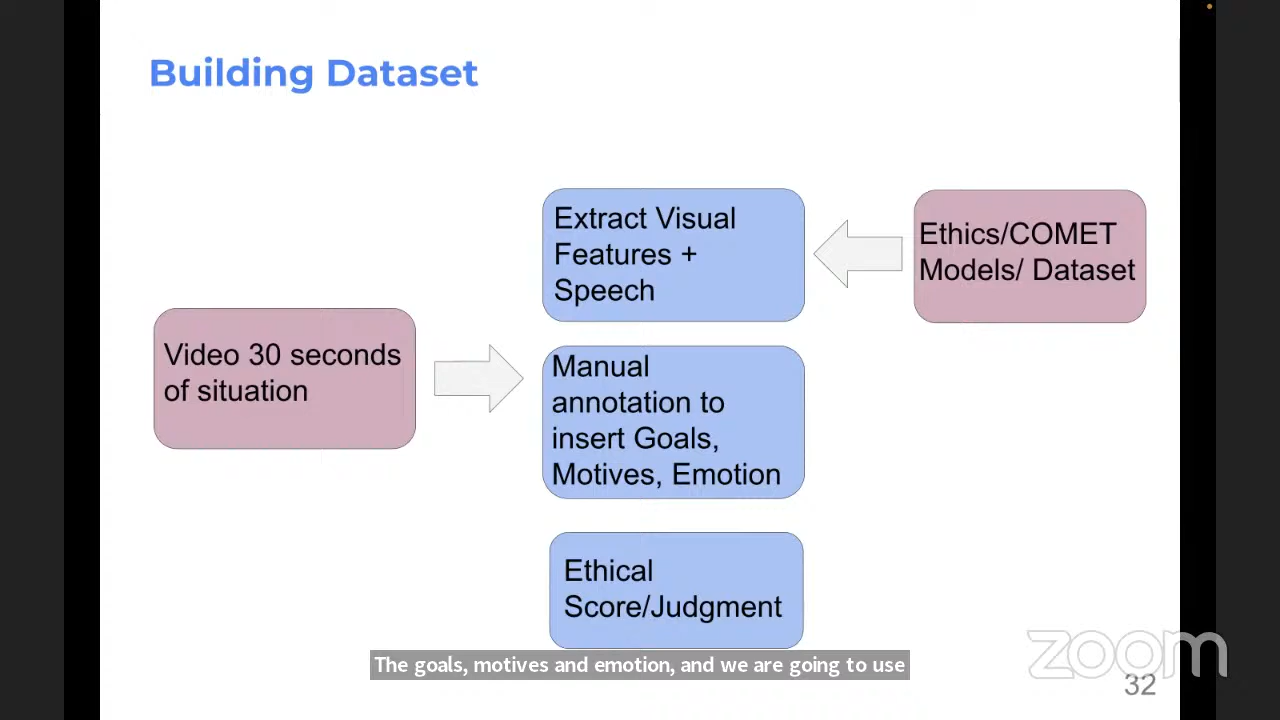 Building Dataset
Extract Visual
Features +
Speech
Ethics/COMET
Models/ Dataset
Video 30 seconds
of situation
Manual
annotation to
insert Goals,
Motives, Emotion
Ethical
Score/Judgment
The goals, motives and emotion, and we are going to use
zoom
32